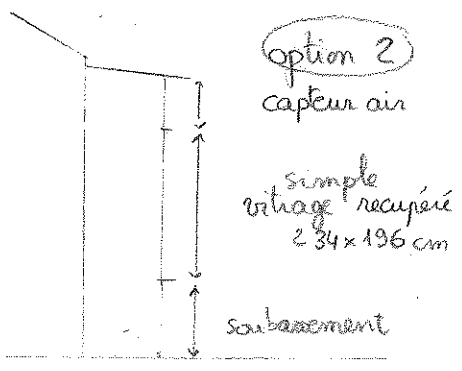 option 2
capteur air
simple
vitrage récupéré
234 x 196 cm
soubassement